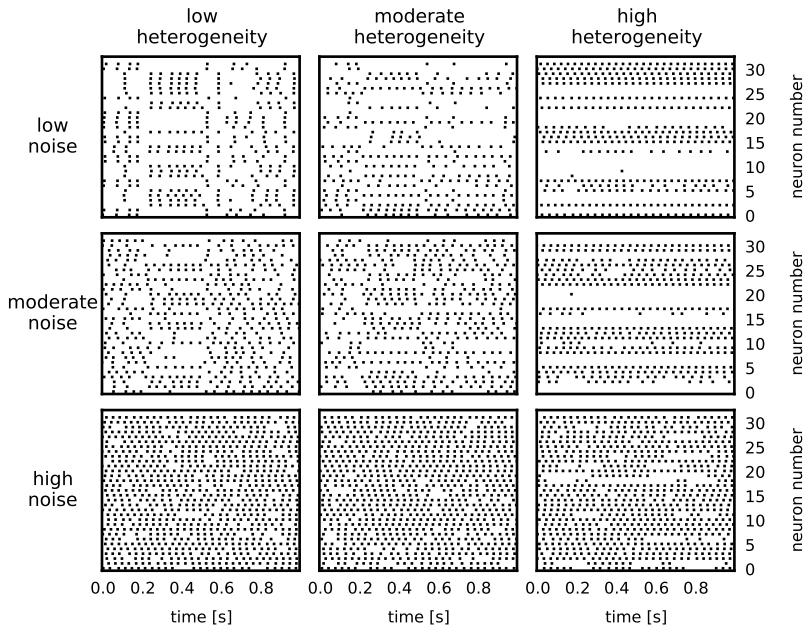 low
heterogeneity
moderate
heterogeneity
high
heterogeneity
low
noise
30
25
20
15
10
5
0
neuron number
moderate
noise
30
25
20
15
10
5
0
neuron number
high
noise
30
25
20
15
10
5
0
neuron number
0.0 0.2 0.4 0.6 0.8
0.0 0.2 0.4 0.6 0.8
0.0 0.2 0.4 0.6 0.8
time [s]
time [s]
time [s]